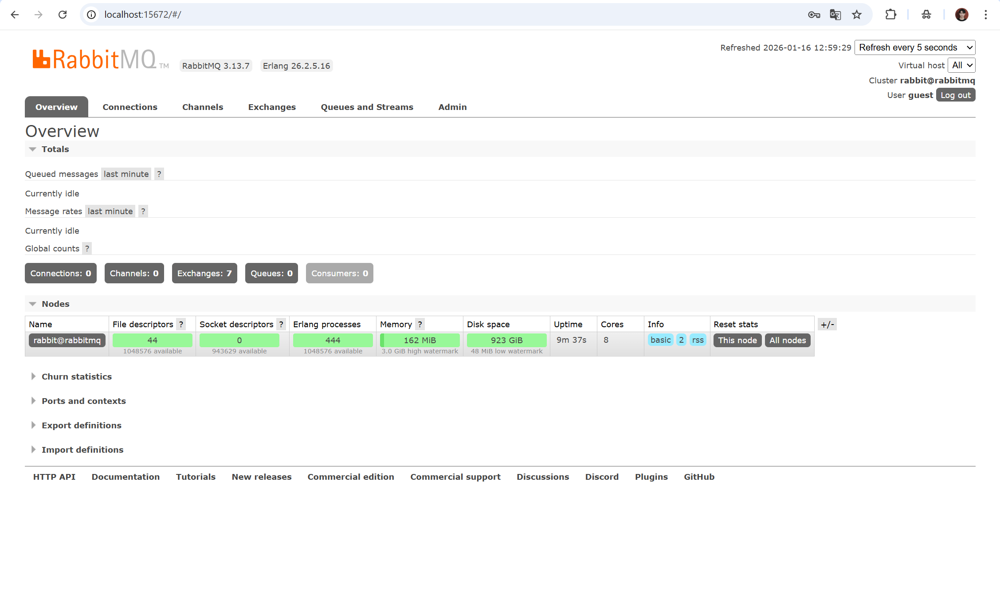 localhost:15672/#/
RabbitMQ TM RabbitMQ 3.13.7 Erlang 26.2.5.16
Refreshed 2026-01-16 12:59:29 Refresh every 5 seconds
Virtual host All
Cluster rabbit@rabbitmq
User guest Log out
Overview Connections Channels Exchanges Queues and Streams Admin
Overview
Totals
Queued messages last minute ?
Currently idle
Message rates last minute ?
Currently idle
Global counts ?
Connections: 0 Channels: 0 Exchanges: 7 Queues: 0 Consumers: 0
Nodes
Name File descriptors ? Socket descriptors ? Erlang processes Memory ? Disk space Uptime Cores Info Reset stats +/-
rabbit@rabbitmq 44 0 444 162 MiB 923 GiB 9m 37s 8 basic 2 rss This node All nodes
1048576 available 943629 available 1048576 available 3.0 GiB high watermark 48 MiB low watermark
Churn statistics
Ports and contexts
Export definitions
Import definitions
HTTP API Documentation Tutorials New releases Commercial edition Commercial support Discussions Discord Plugins GitHub